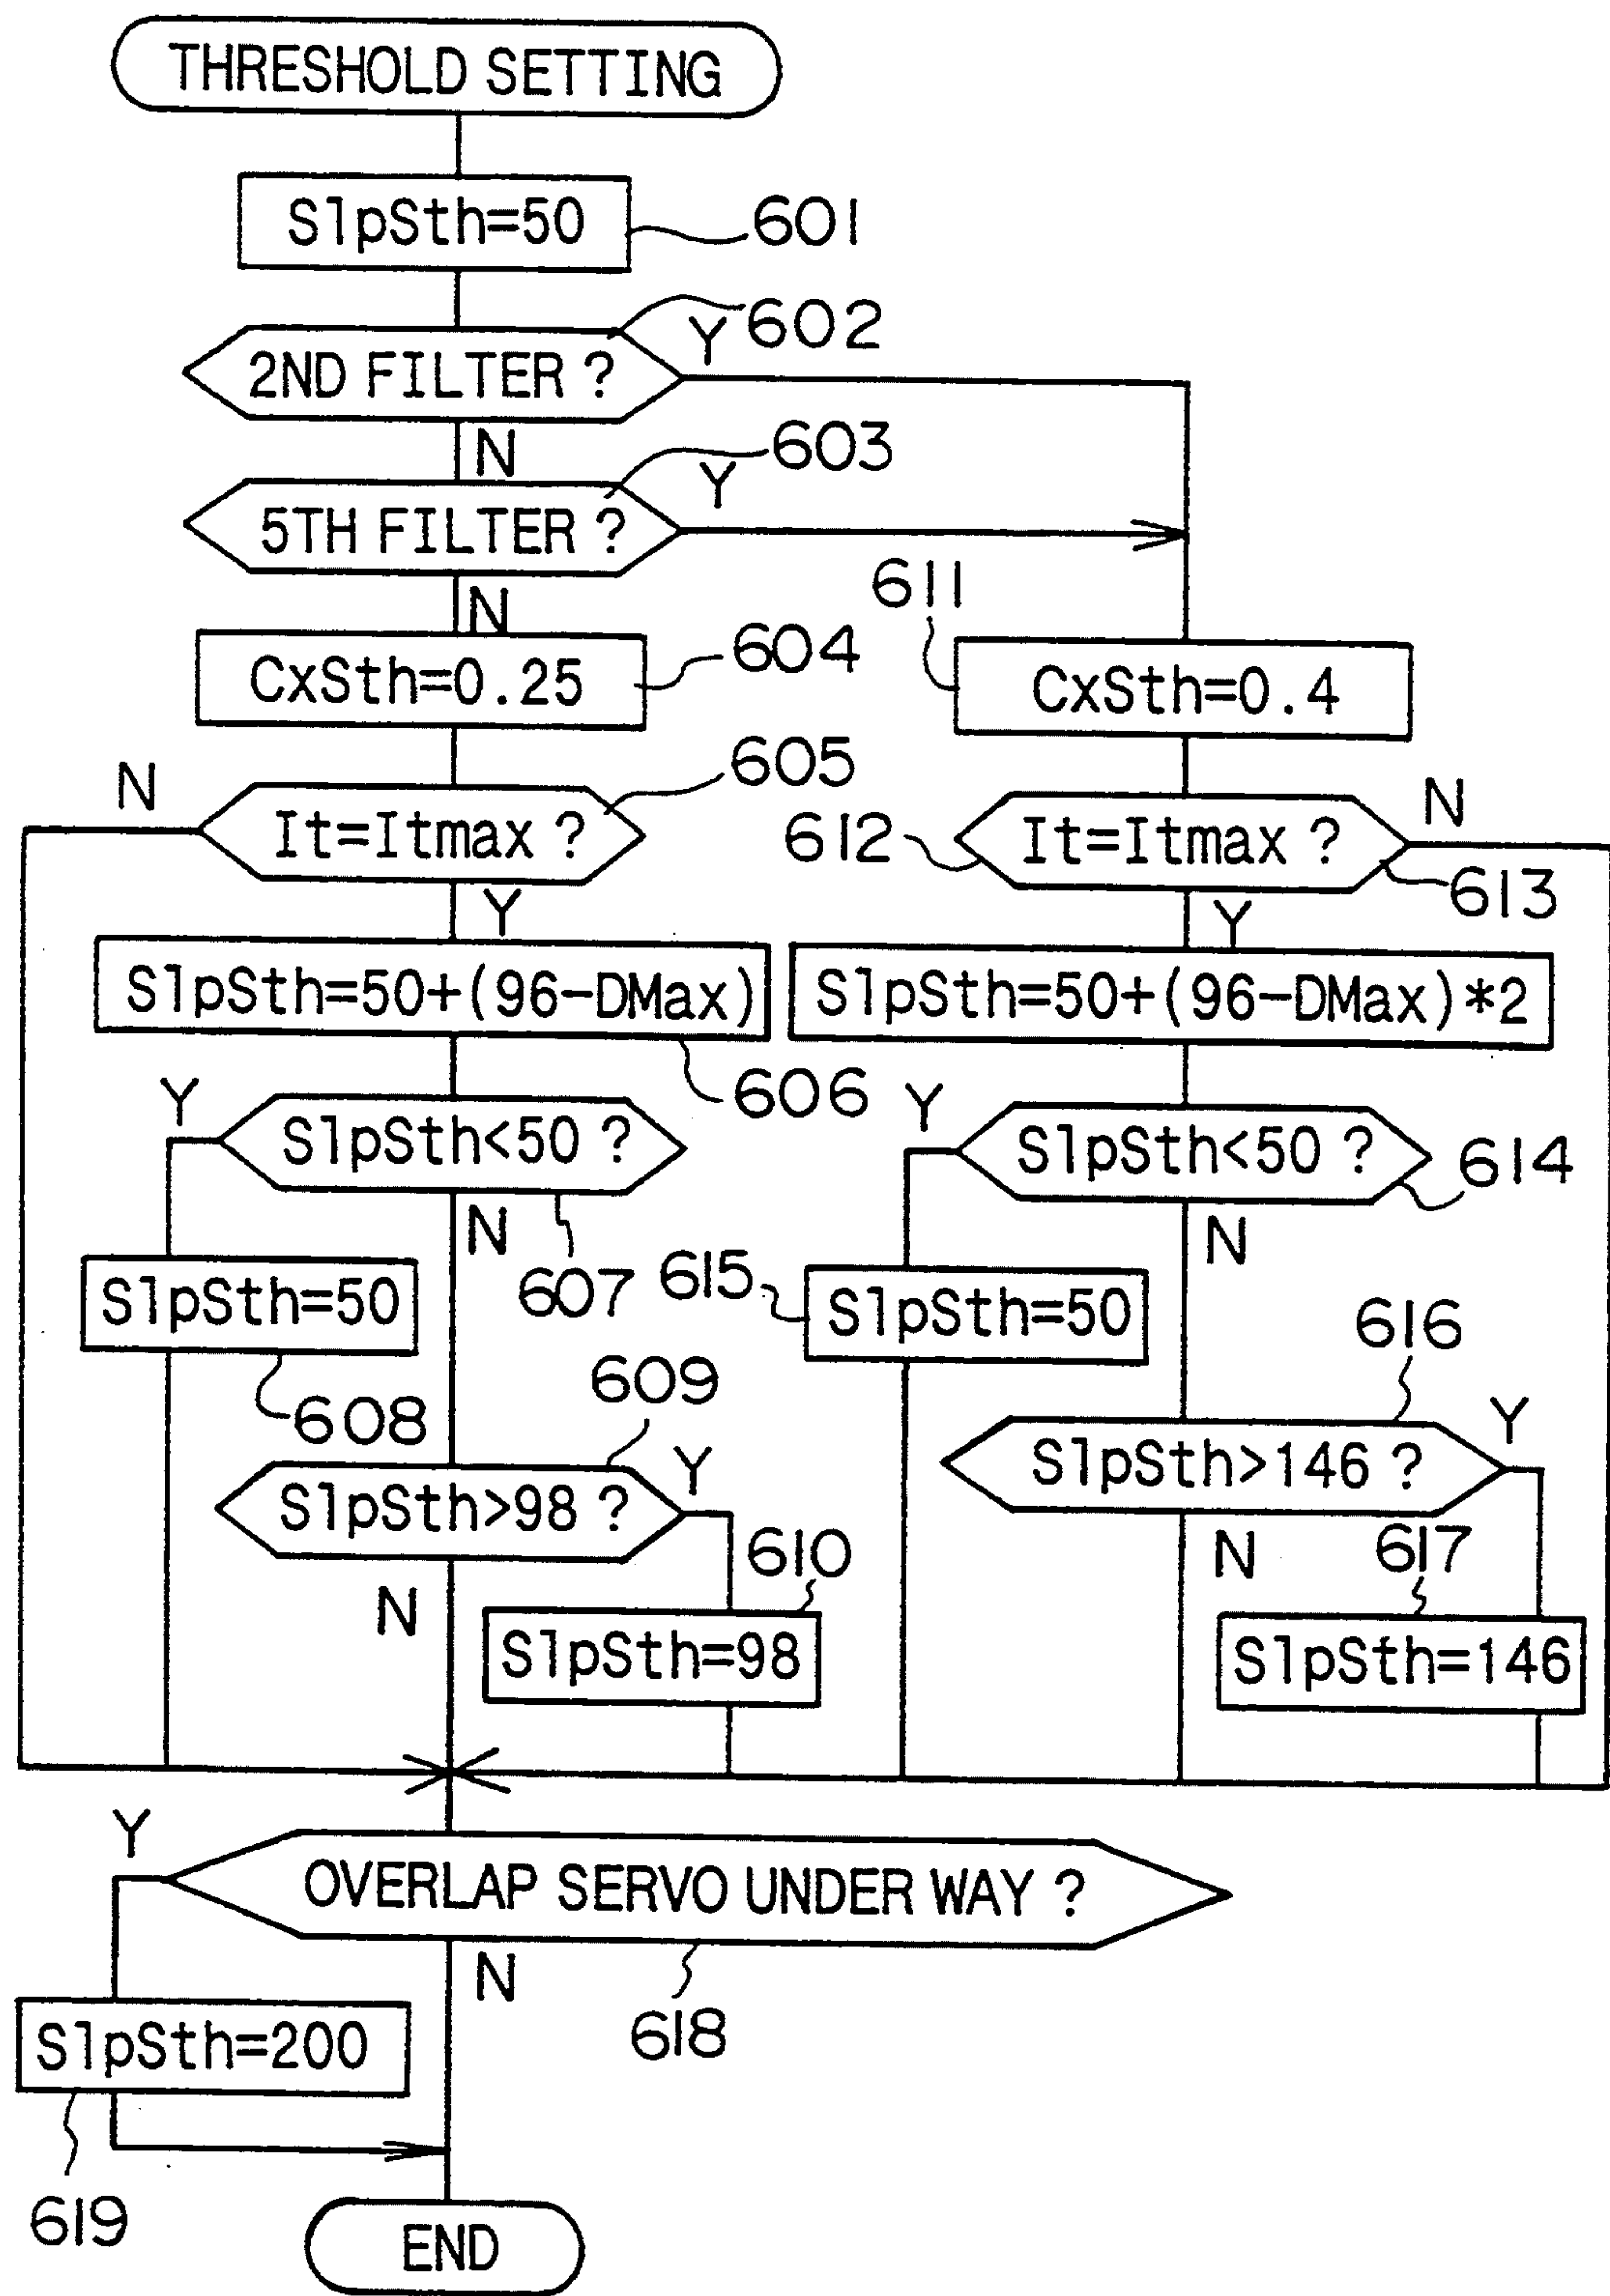 THRESHOLD SETTING
SlpSth=50
601
602
2ND FILTER ?
Y
N
603
5TH FILTER ?
Y
N
611
CxSth=0.25
604
CxSth=0.4
N
605
It=Itmax ?
Y
612
It=Itmax ?
N
613
Y
SlpSth=50+(96-DMax)
606
SlpSth=50+(96-DMax)*2
Y
SlpSth<50 ?
N
607
Y
SlpSth<50 ?
614
N
SlpSth=50
608
615
SlpSth=50
609
SlpSth>98 ?
Y
N
610
SlpSth=98
616
SlpSth>146 ?
Y
N
617
SlpSth=146
Y
OVERLAP SERVO UNDER WAY ?
N
618
SlpSth=200
619
END